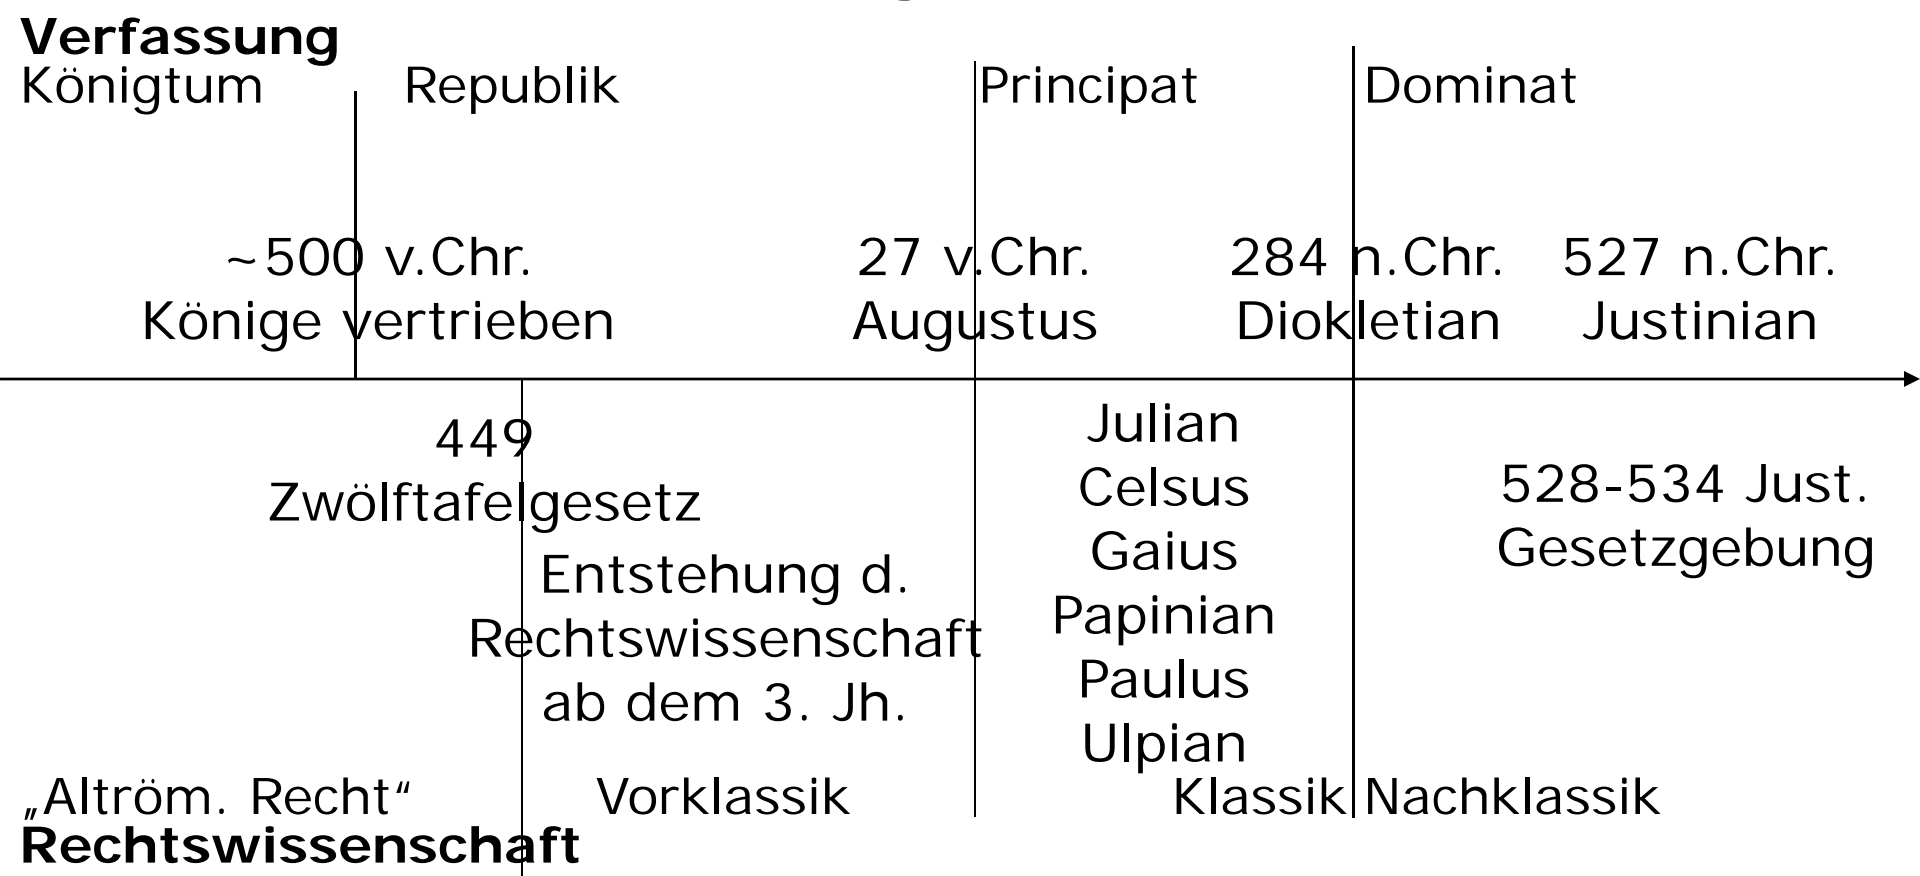 Verfassung
Königtum Republik Principat Dominat
~500 v.Chr. 27 v.Chr. 284 n.Chr. 527 n.Chr.
Könige vertrieben Augustus Diokletian Justinian
449
Zwölftafelgesetz
Entstehung d.
Rechtswissenschaft
ab dem 3. Jh.
Julian
Celsus
Gaius
Papinian
Paulus
Ulpian
528-534 Just.
Gesetzgebung
„Altröm. Recht“ Vorklassik Klassik Nachklassik
Rechtswissenschaft